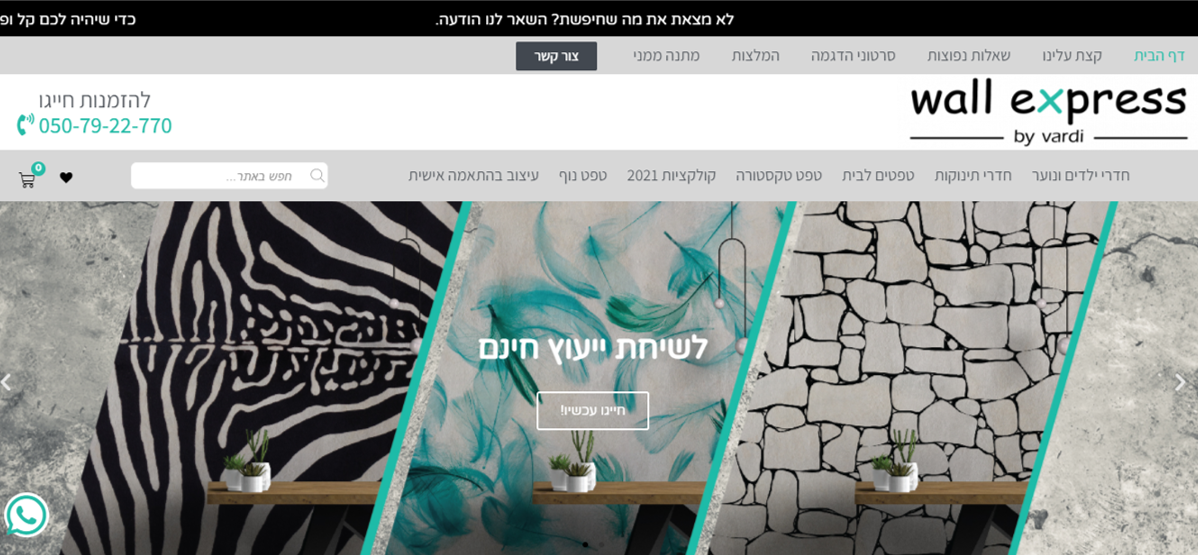 לא מצאת את מה שחיפשת? השאר לנו הודעה.
כדי שיהיה לכם קל
דף הבית
קצת עלינו
שאלות נפוצות
סרטוני הדגמה
המלצות
מתנה ממני
צור קשר
wall express
by vardi
להזמנות חייגו
050-79-22-770
חדרי ילדים ונוער
חדרי תינוקות
טפטים לבית
טפט טקסטורה
קולקציות 2021
טפט נוף
עיצוב בהתאמה אישית
חפש באתר...
0
לשיחת ייעוץ חינם
חייגו עכשיו!